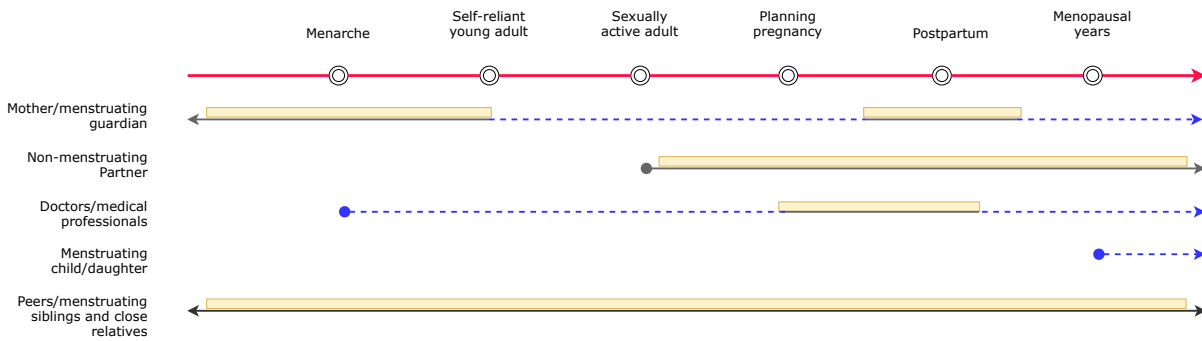 Menarche
Self-reliant
young adult
Sexually
active adult
Planning
pregnancy
Postpartum
Menopausal
years
Mother/menstruating
guardian
Non-menstruating
Partner
Doctors/medical
professionals
Menstruating
child/daughter
Peers/menstruating
siblings and close
relatives